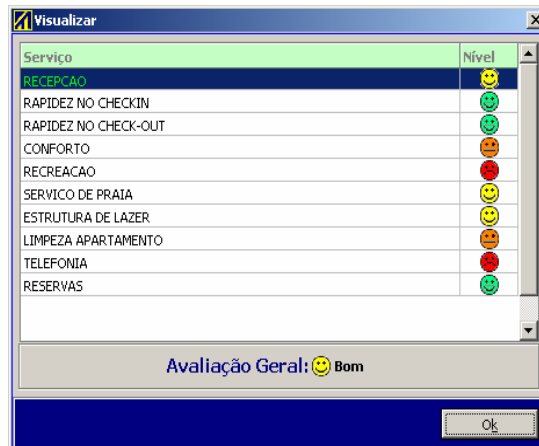 Visualizar
Serviço Nível
RECEPCAO
RAPIDEZ NO CHECKIN
RAPIDEZ NO CHECK-OUT
CONFORTO
RECREACAO
SERVICO DE PRAIA
ESTRUTURA DE LAZER
LIMPEZA APARTAMENTO
TELEFONIA
RESERVAS
Avaliação Geral: Bom
Ok